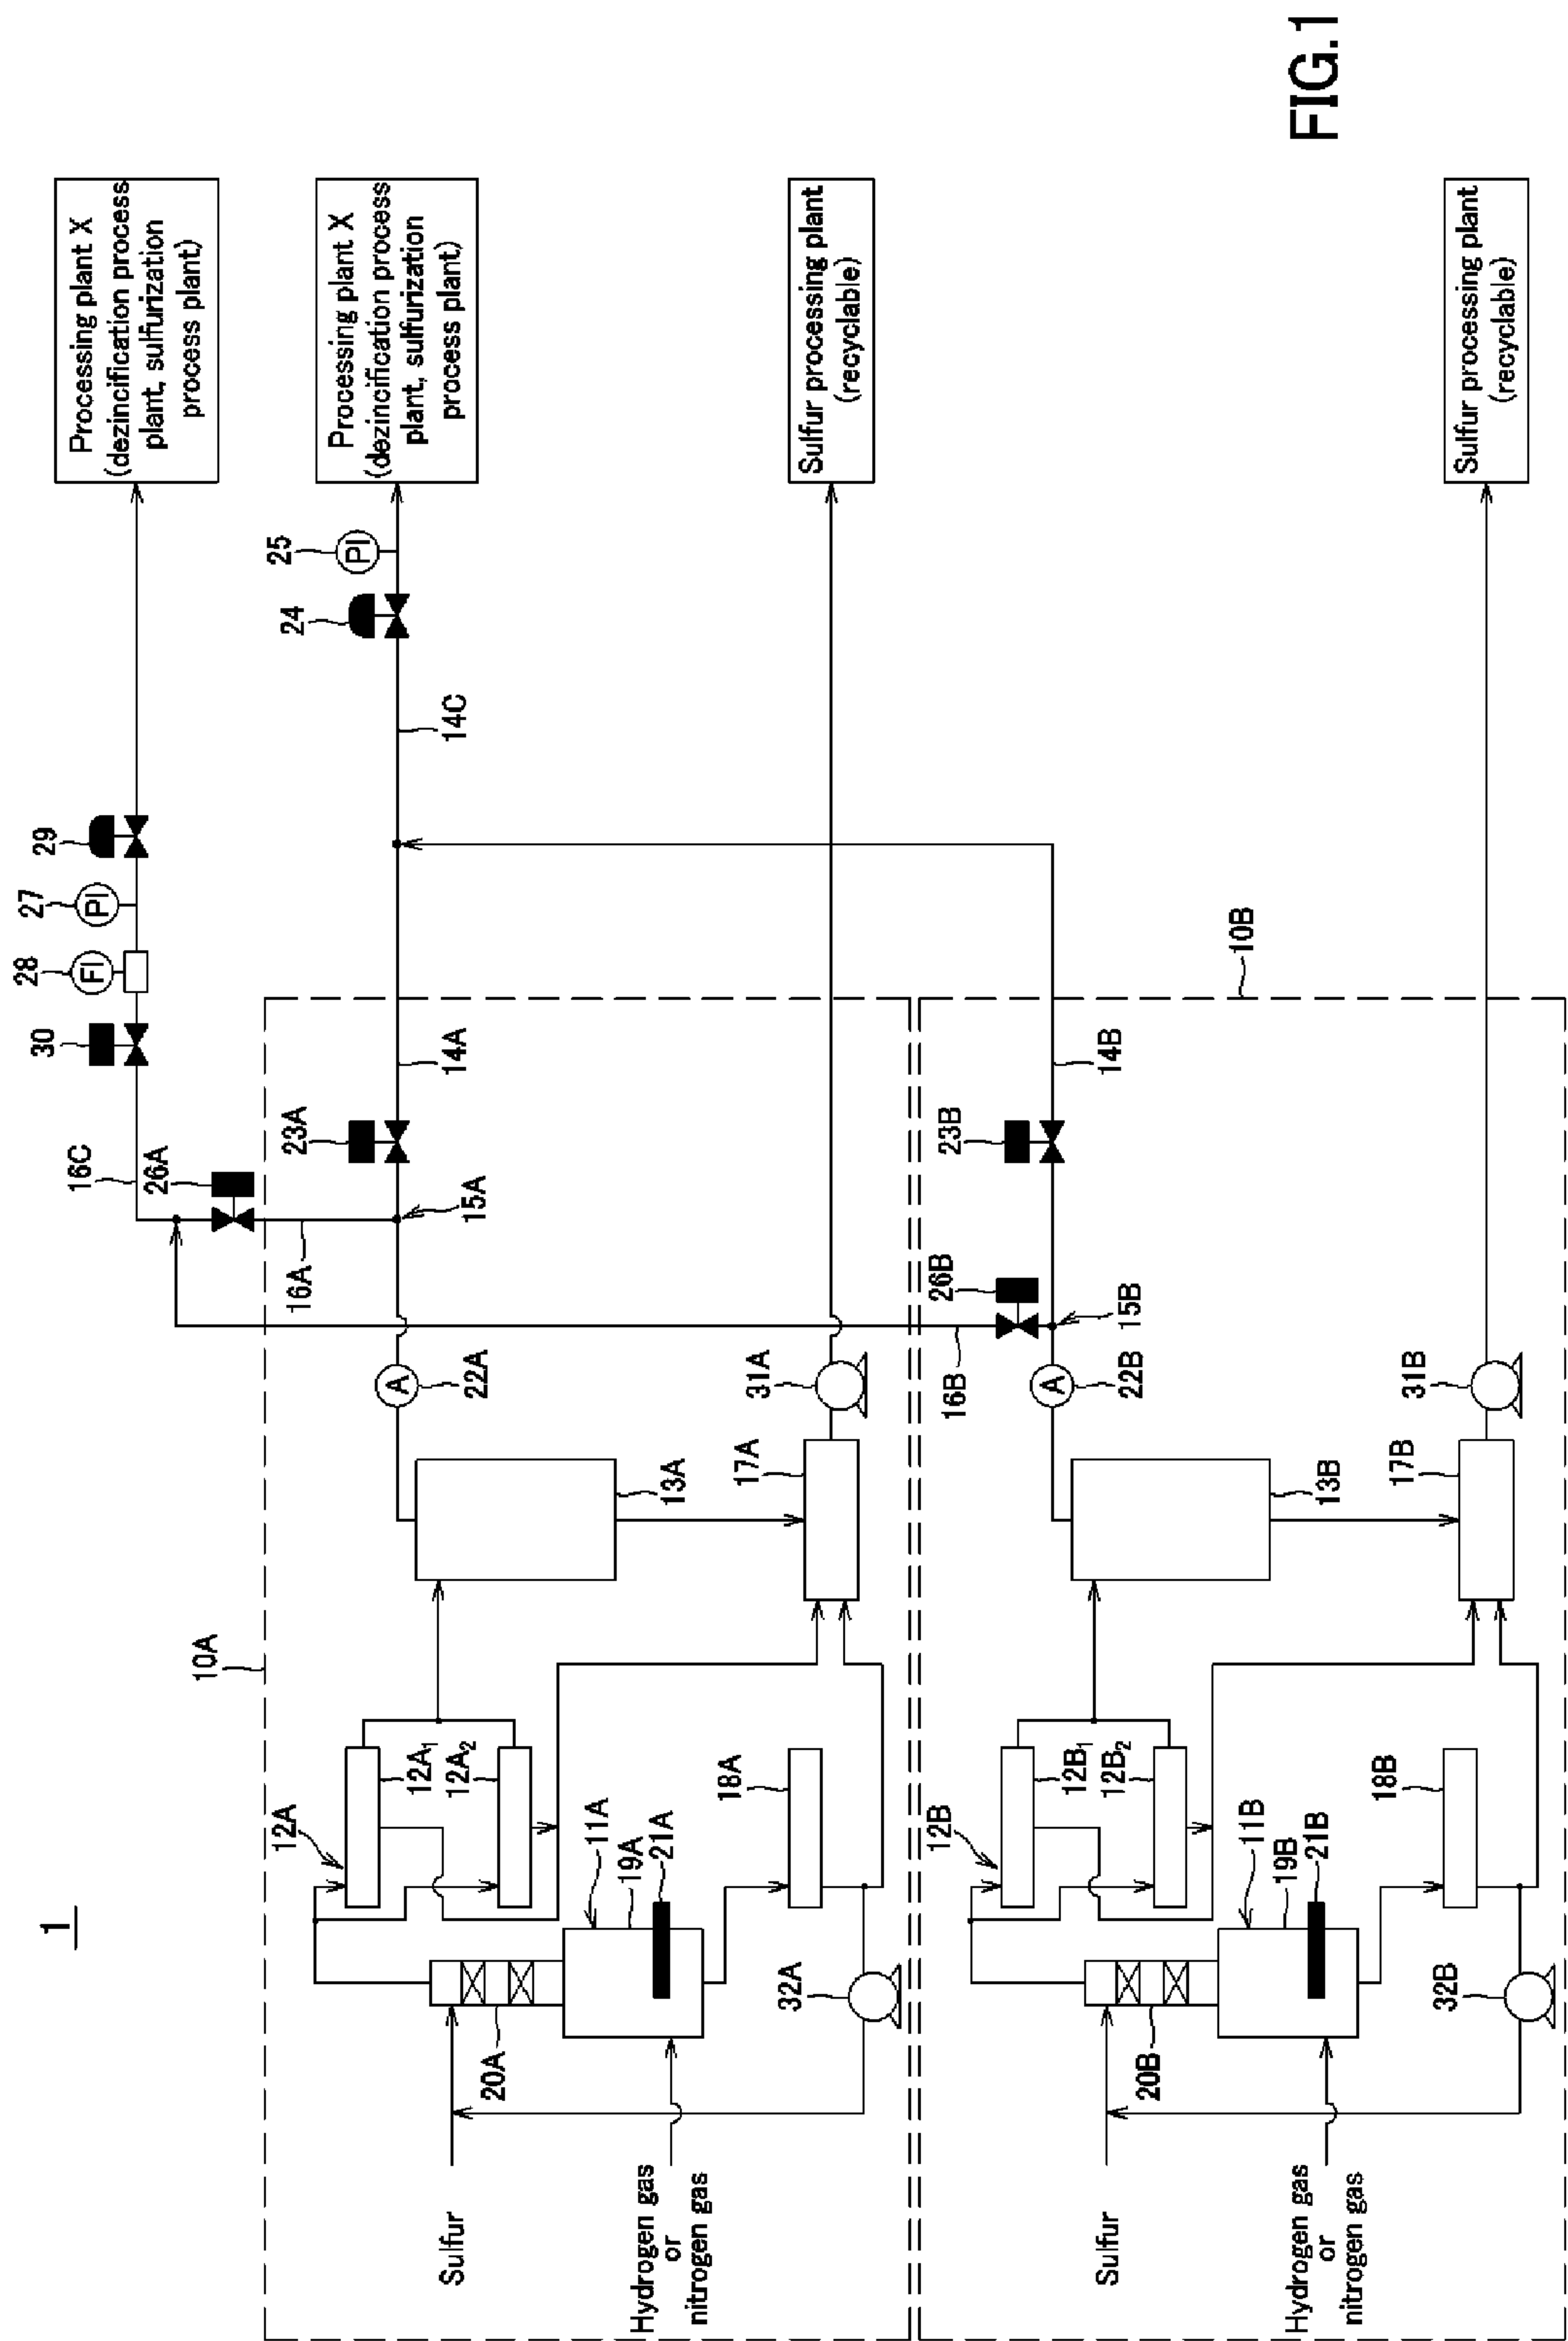 1
FIG.1
10A
12A
12A1
12A2
11A
19A
21A
20A
18A
32A
13A
17A
31A
22A
15A
16A
26A
16C
23A
14A
30
28
FI
27
PI
29
14C
24
25
PI
A
Sulfur
Hydrogen gas
or
nitrogen gas
Processing plant X
(dezincification process
plant, sulfurization
process plant)
Processing plant X
(dezincification process
plant, sulfurization
process plant)
Sulfur processing plant
(recyclable)
10B
12B
12B1
12B2
11B
19B
21B
20B
18B
32B
13B
17B
31B
22B
A
15B
16B
26B
23B
14B
Sulfur
Hydrogen gas
or
nitrogen gas
Sulfur processing plant
(recyclable)